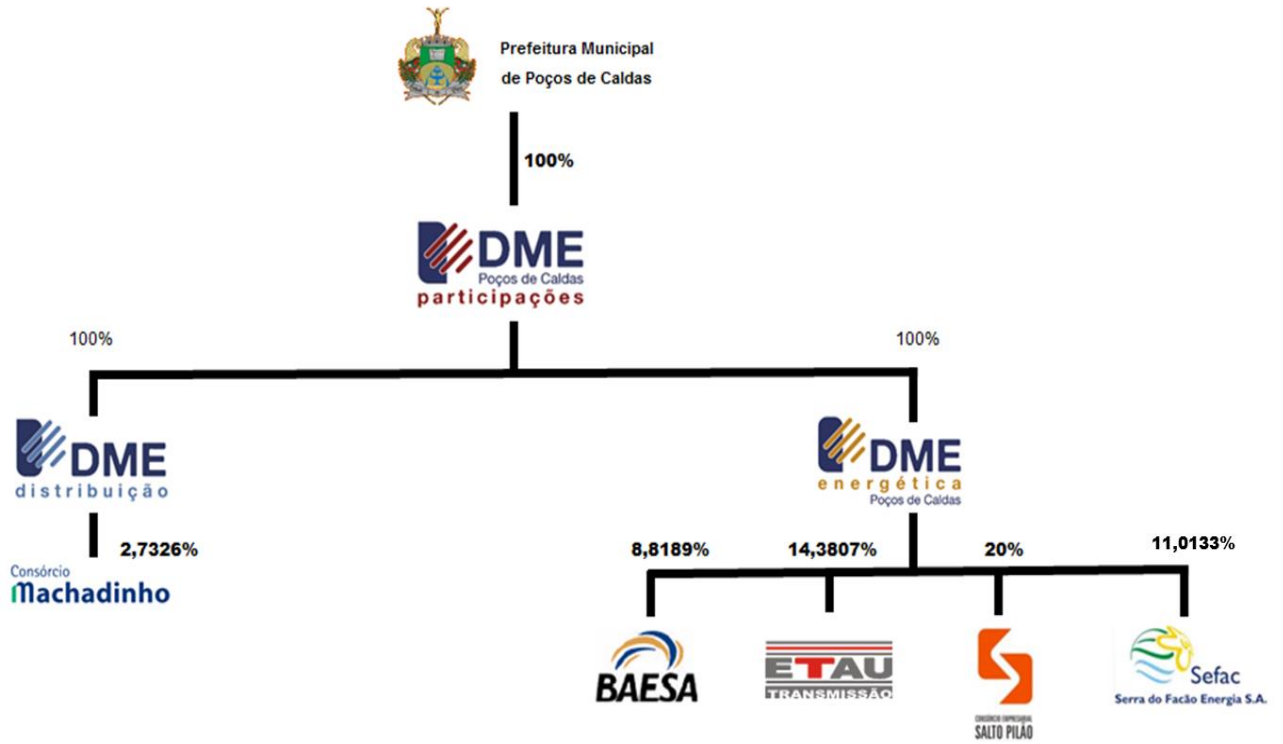 Prefeitura Municipal
de Poços de Caldas
100%
DME
Poços de Caldas
participações
100%
100%
DME
distribuição
DME
energética
Poços de Caldas
2,7326%
8,8189%
14,3807%
20%
11,0133%
Consórcio
Machadinho
BAESA
ETAU
TRANSMISSÃO
CONSÓRCIO EMPRESARIAL
SALTO PILÃO
Sefac
Serra do Facão Energia S.A.